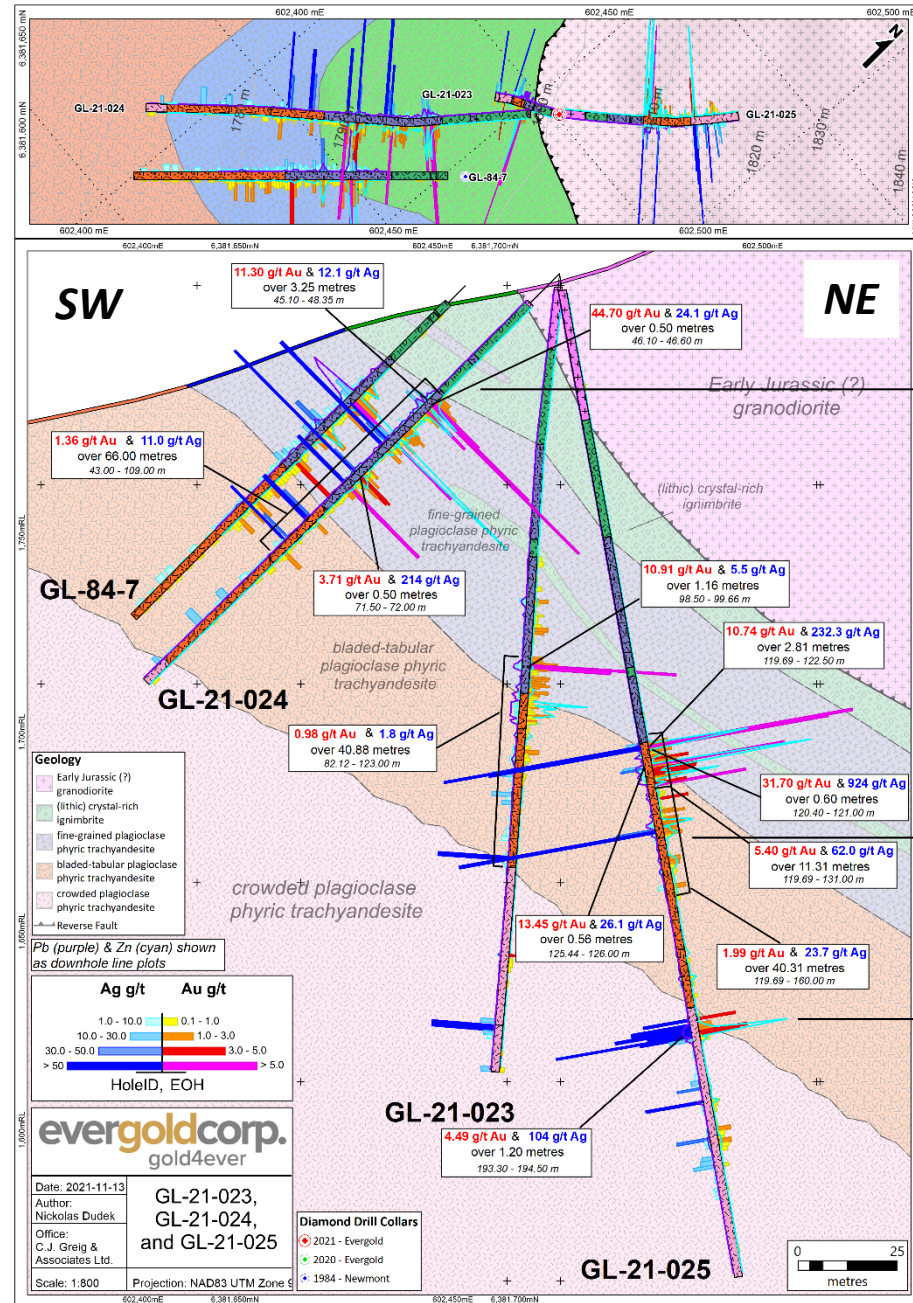 602,400 mE
602,450 mE
602,500 mE
6,381,650 mN
6,381,600 mN
N
GL-21-024
GL-21-023
GL-21-025
GL-84-7
1820 m
1830 m
1840 m
602,400 mE
602,450 mE
602,500 mE
602,400mE
6,381,650mN
602,450mE
6,381,700mN
602,500mE
SW
NE
11.30 g/t Au & 12.1 g/t Ag
over 3.25 metres
45.10 - 48.35 m
44.70 g/t Au & 24.1 g/t Ag
over 0.50 metres
46.10 - 46.60 m
Early Jurassic (?)
granodiorite
1.36 g/t Au & 11.0 g/t Ag
over 66.00 metres
43.00 - 109.00 m
(lithic) crystal-rich
ignimbrite
fine-grained
plagioclase phyric
trachyandesite
1,750mRL
GL-84-7
3.71 g/t Au & 214 g/t Ag
over 0.50 metres
71.50 - 72.00 m
10.91 g/t Au & 5.5 g/t Ag
over 1.16 metres
98.50 - 99.66 m
bladed-tabular
plagioclase phyric
trachyandesite
10.74 g/t Au & 232.3 g/t Ag
over 2.81 metres
119.69 - 122.50 m
GL-21-024
1,700mRL
0.98 g/t Au & 1.8 g/t Ag
over 40.88 metres
82.12 - 123.00 m
Geology
Early Jurassic (?)
granodiorite
(lithic) crystal-rich
ignimbrite
fine-grained plagioclase
phyric trachyandesite
bladed-tabular plagioclase
phyric trachyandesite
crowded plagioclase
phyric trachyandesite
Reverse Fault
31.70 g/t Au & 924 g/t Ag
over 0.60 metres
120.40 - 121.00 m
5.40 g/t Au & 62.0 g/t Ag
over 11.31 metres
119.69 - 131.00 m
crowded plagioclase
phyric trachyandesite
1,650mRL
13.45 g/t Au & 26.1 g/t Ag
over 0.56 metres
125.44 - 126.00 m
1.99 g/t Au & 23.7 g/t Ag
over 40.31 metres
119.69 - 160.00 m
Pb (purple) & Zn (cyan) shown
as downhole line plots
Ag g/t Au g/t
1.0 - 10.0 0.1 - 1.0
10.0 - 30.0 1.0 - 3.0
30.0 - 50.0 3.0 - 5.0
> 50 > 5.0
HoleID, EOH
GL-21-023
1,600mRL
4.49 g/t Au & 104 g/t Ag
over 1.20 metres
193.30 - 194.50 m
evergoldcorp.
gold4ever
Date: 2021-11-13
Author:
Nickolas Dudek
Office:
C.J. Greig &
Associates Ltd.
Scale: 1:800
GL-21-023,
GL-21-024,
and GL-21-025
Projection: NAD83 UTM Zone 9
Diamond Drill Collars
2021 - Evergold
2020 - Evergold
1984 - Newmont
GL-21-025
0 25
metres
602,400mE
6,381,650mN
602,450mE
6,381,700mN